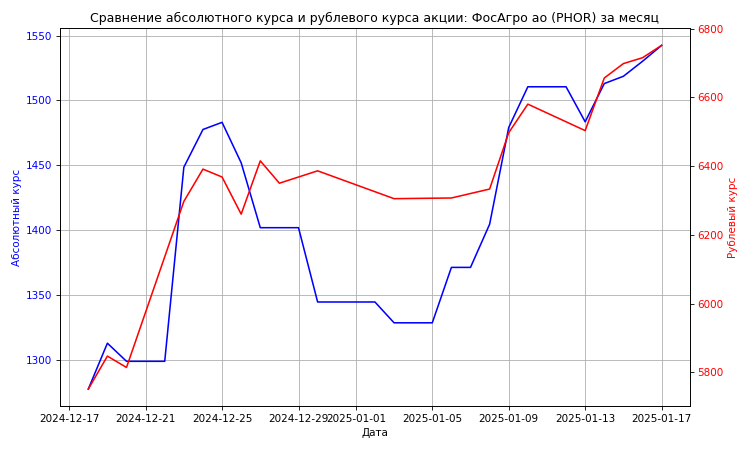 Сравнение абсолютного курса и рублевого курса акции: ФосАгро ао (PHOR) за месяц
1550
1500
1450
1400
1350
1300
Абсолютный курс
6800
6600
6400
6200
6000
5800
Рублевый курс
2024-12-17 2024-12-21 2024-12-25 2024-12-29 2025-01-01 2025-01-05 2025-01-09 2025-01-13 2025-01-17
Дата